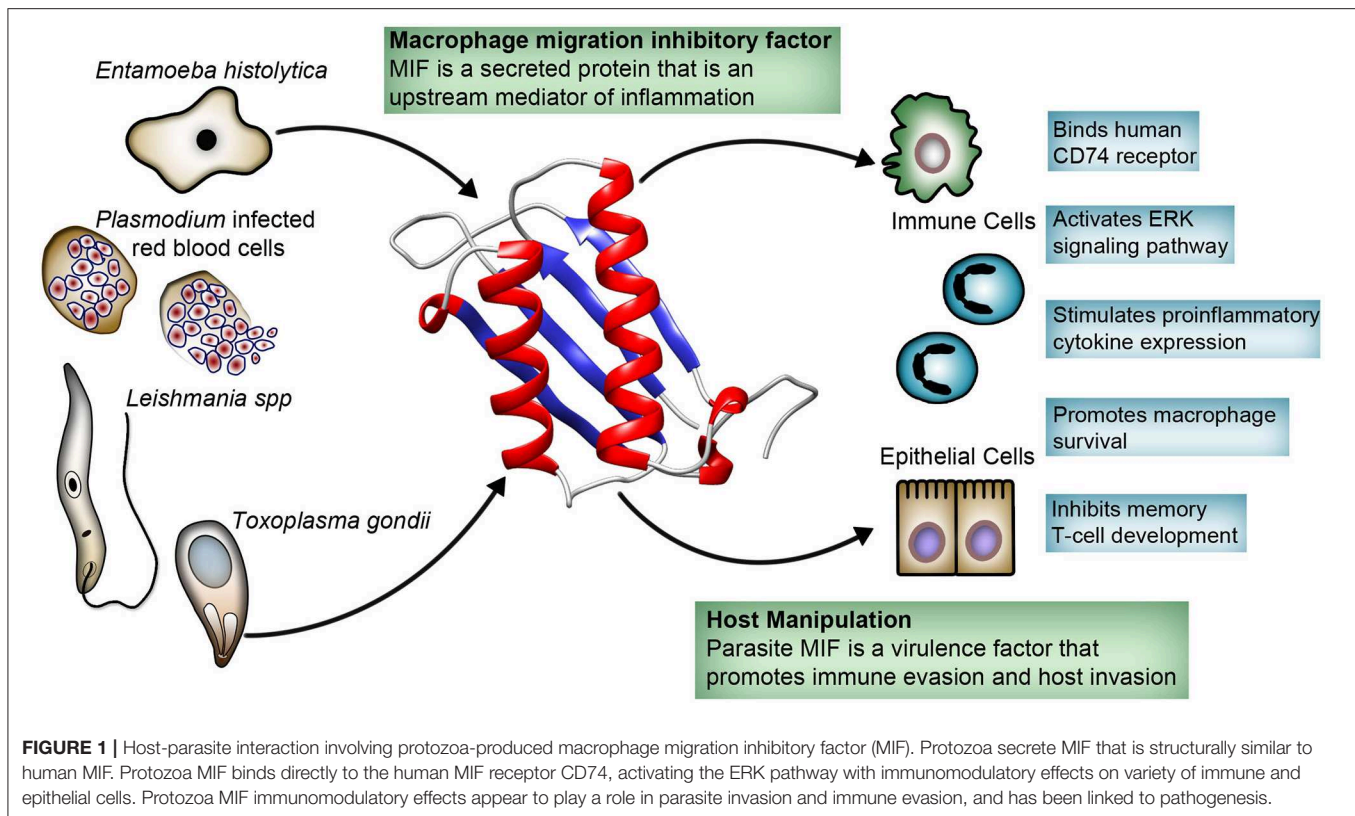 Macrophage migration inhibitory factor
MIF is a secreted protein that is an
upstream mediator of inflammation
Entamoeba histolytica
Plasmodium infected
red blood cells
Leishmania spp
Toxoplasma gondii
Immune Cells
Epithelial Cells
Binds human
CD74 receptor
Activates ERK
signaling pathway
Stimulates proinflammatory
cytokine expression
Promotes macrophage
survival
Inhibits memory
T-cell development
Host Manipulation
Parasite MIF is a virulence factor that
promotes immune evasion and host invasion
FIGURE 1 | Host-parasite interaction involving protozoa-produced macrophage migration inhibitory factor (MIF). Protozoa secrete MIF that is structurally similar to
human MIF. Protozoa MIF binds directly to the human MIF receptor CD74, activating the ERK pathway with immunomodulatory effects on variety of immune and
epithelial cells. Protozoa MIF immunomodulatory effects appear to play a role in parasite invasion and immune evasion, and has been linked to pathogenesis.